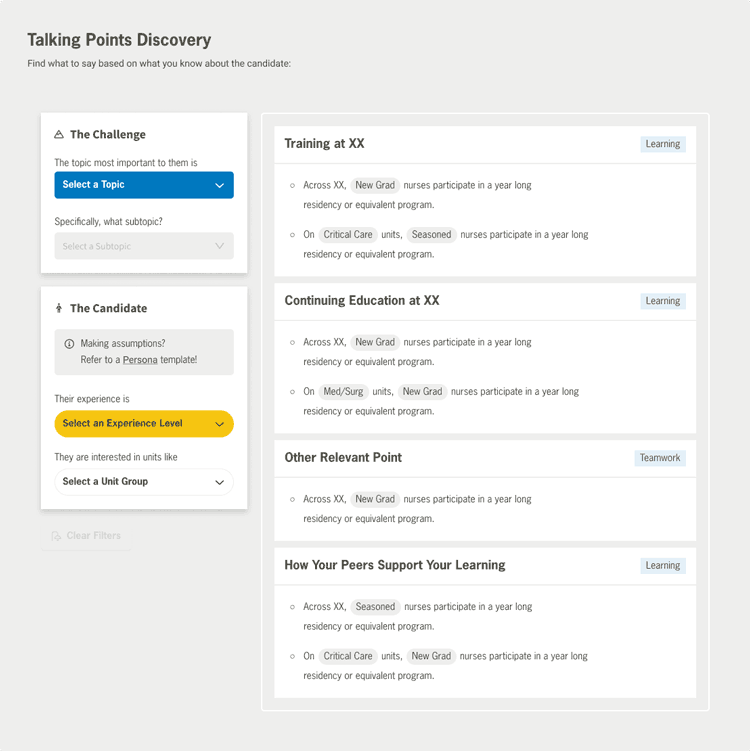 Talking Points Discovery
Find what to say based on what you know about the candidate:
The Challenge
The topic most important to them is
Select a Topic
Specifically, what subtopic?
Select a Subtopic
The Candidate
Making assumptions?
Refer to a Persona template!
Their experience is
Select an Experience Level
They are interested in units like
Select a Unit Group
Clear Filters
Training at XX
Learning
Across XX, New Grad nurses participate in a year long
residency or equivalent program.
On Critical Care units, Seasoned nurses participate in a year long
residency or equivalent program.
Continuing Education at XX
Learning
Across XX, New Grad nurses participate in a year long
residency or equivalent program.
On Med/Surg units, New Grad nurses participate in a year long
residency or equivalent program.
Other Relevant Point
Teamwork
Across XX, New Grad nurses participate in a year long
residency or equivalent program.
How Your Peers Support Your Learning
Learning
Across XX, Seasoned nurses participate in a year long
residency or equivalent program.
On Critical Care units, New Grad nurses participate in a year long
residency or equivalent program.